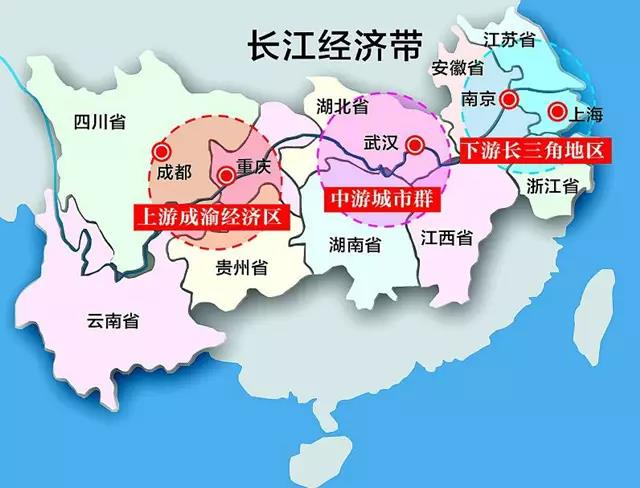 长江经济带
江苏省
安徽省
南京
上海
湖北省
四川省
武汉
成都
重庆
下游长三角地区
浙江省
中游城市群
上游成渝经济区
江西省
湖南省
贵州省
云南省